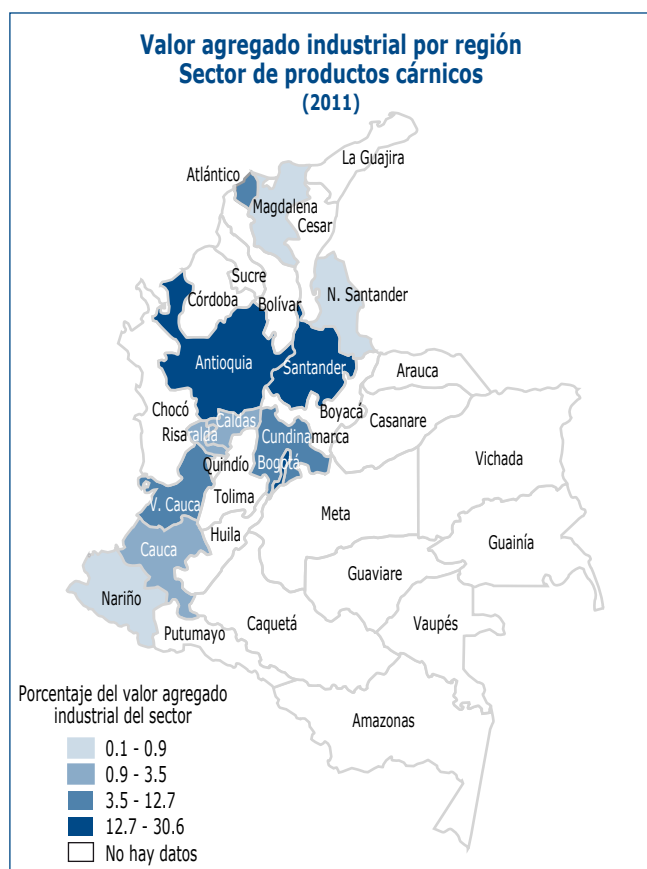 Valor agregado industrial por región
Sector de productos cárnicos
(2011)
La Guajira
Atlántico
Magdalena
Cesar
Sucre
N. Santander
Córdoba
Bolívar
Antioquia
Santander
Arauca
Boyacá
Chocó
Casanare
Caldas
Risaralda
Cundinamarca
Quindío
Bogotá
Vichada
Tolima
V. Cauca
Meta
Huila
Guainía
Cauca
Guaviare
Nariño
Caquetá
Vaupés
Putumayo
Porcentaje del valor agregado
industrial del sector
Amazonas
0.1 - 0.9
0.9 - 3.5
3.5 - 12.7
12.7 - 30.6
No hay datos